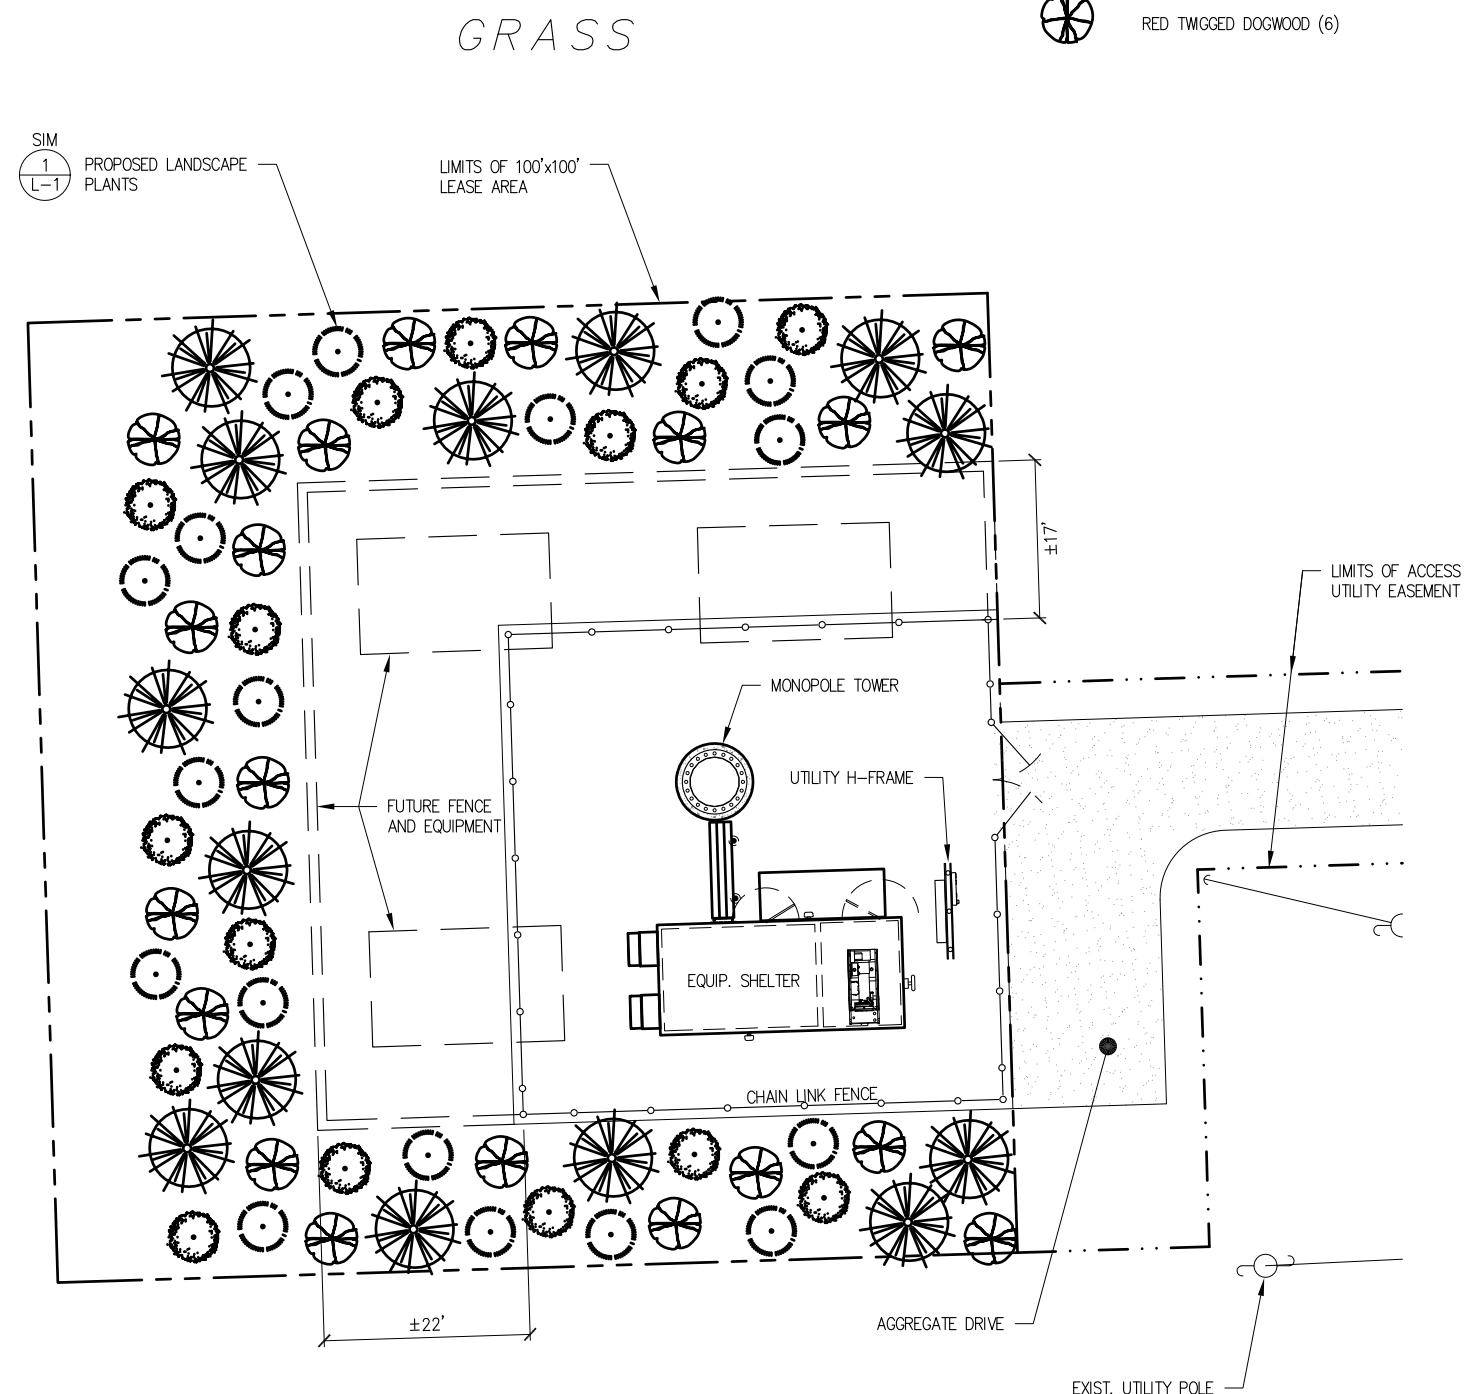 GRASS
RED TWIGGED DOGWOOD (6)
SIM
1
L-1
PROPOSED LANDSCAPE
PLANTS
LIMITS OF 100'x100'
LEASE AREA
±17'
LIMITS OF ACCESS
UTILITY EASEMENT
MONOPOLE TOWER
UTILITY H-FRAME
FUTURE FENCE
AND EQUIPMENT
EQUIP. SHELTER
CHAIN LINK FENCE
±22'
AGGREGATE DRIVE
EXIST. UTILITY POLE